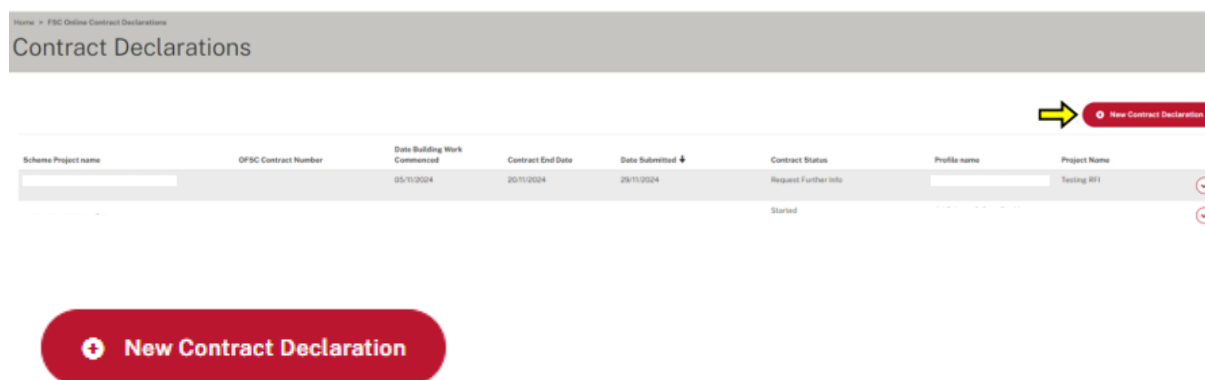 Home > FSC Online Contract Declarations
Contract Declarations
New Contract Declaration
Scheme Project name OFSC Contract Number Date Building Work Commenced Contract End Date Date Submitted Contract Status Profile name Project Name
05/11/2024 20/11/2024 29/11/2024 Request Further Info Testing RFI
Started
New Contract Declaration